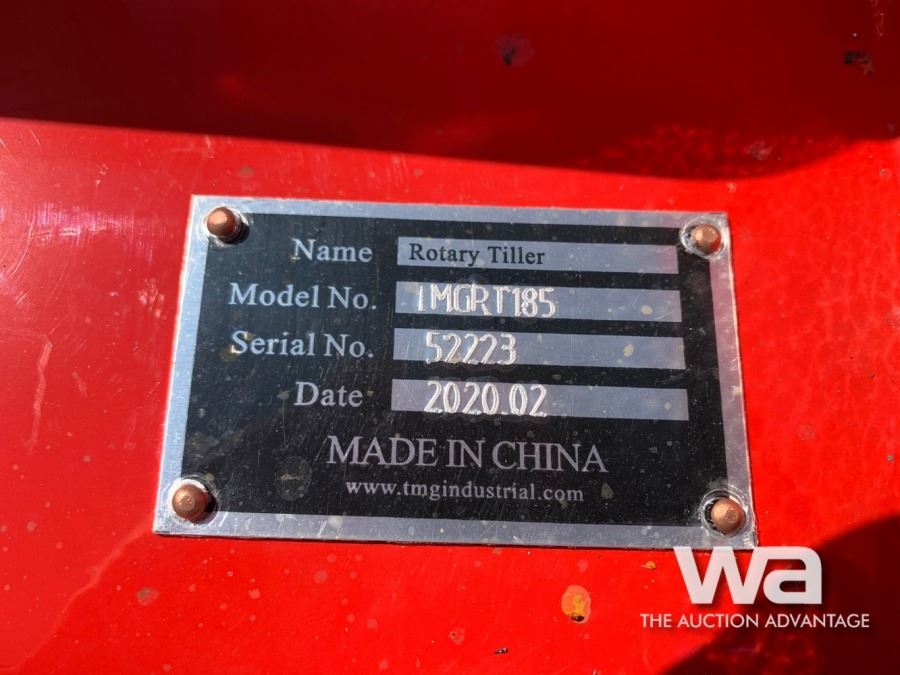 Name Rotary Tiller
Model No. TMGRT185
Serial No. 52223
Date 2020.02
MADE IN CHINA
www.tmgindustrial.com
wa
THE AUCTION ADVANTAGE